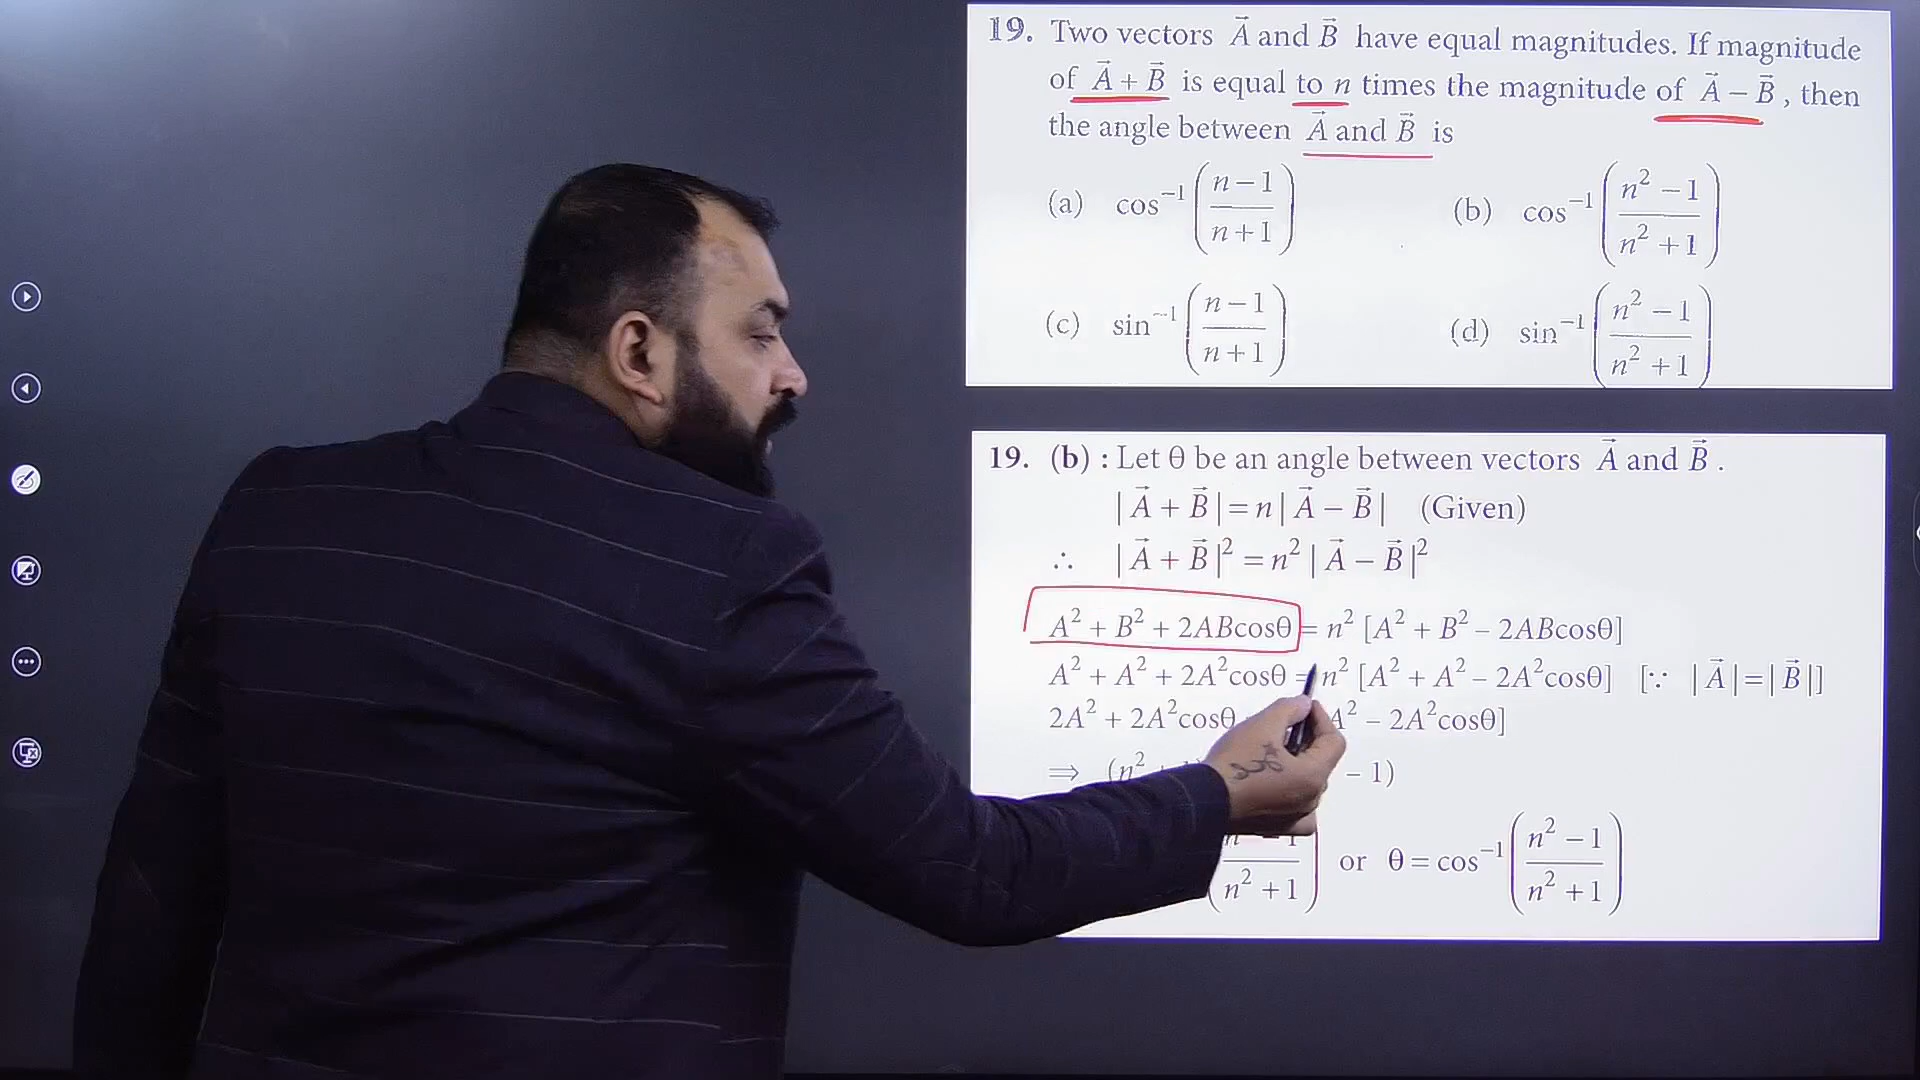 19. Two vectors A⃗ and B⃗ have equal magnitudes. If magnitude
of A⃗ + B⃗ is equal to n times the magnitude of A⃗ − B⃗, then
the angle between A⃗ and B⃗ is
(a) cos⁻¹((n−1)/(n+1)) (b) cos⁻¹((n² −1)/(n² +1))
(c) sin⁻¹((n−1)/(n+1)) (d) sin⁻¹((n² −1)/(n² +1))
19. (b) : Let θ be an angle between vectors A⃗ and B⃗ .
|A⃗ + B⃗|=n|A⃗ − B⃗| (Given)
∴ |A⃗ + B⃗|² =n²|A⃗ − B⃗|²
A² + B² + 2ABcosθ = n² [A² + B² – 2ABcosθ]
A² + A² + 2A²cosθ = n² [A² + A² – 2A²cosθ] [∵ |A⃗|=|B⃗|]
2A² + 2A²cosθ A² – 2A²cosθ]
⇒ (n² – 1)
n² +1 or θ = cos⁻¹((n² −1)/(n² +1))